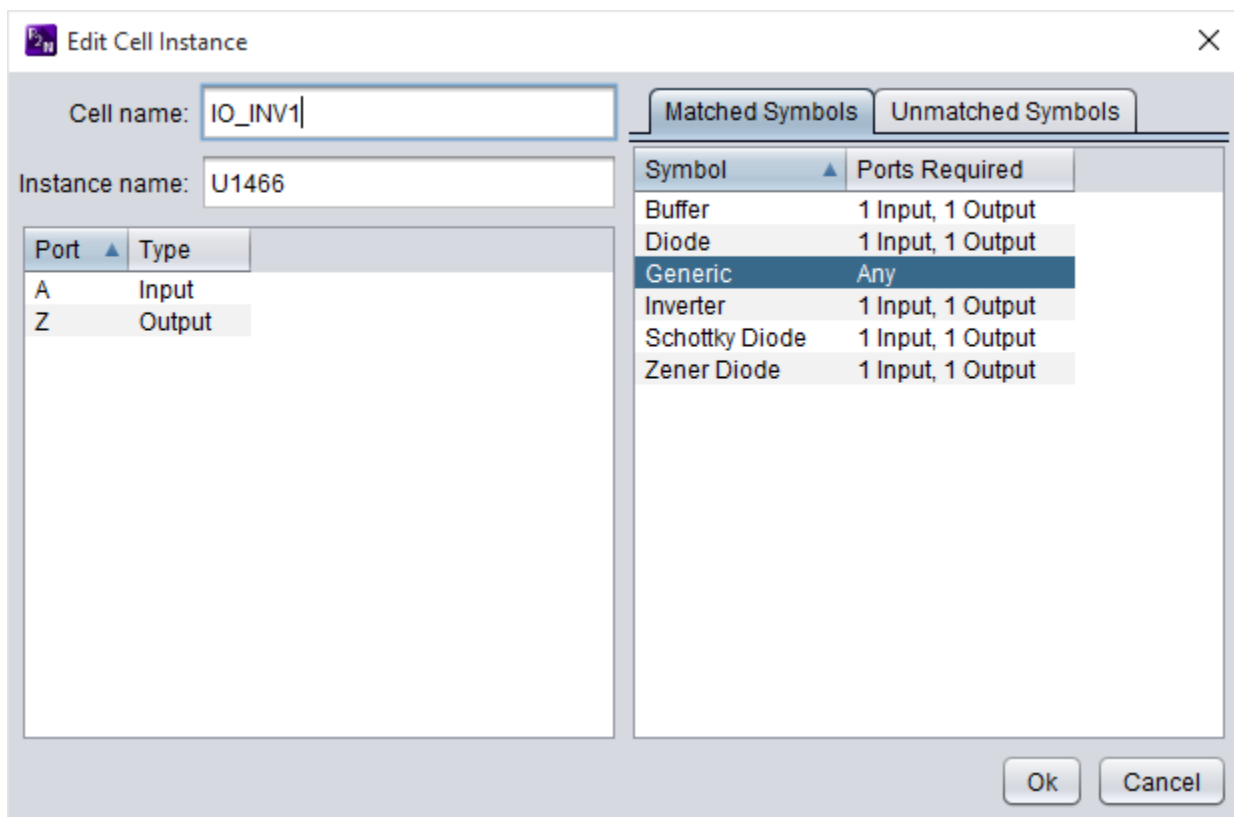 P2N Edit Cell Instance
Cell name: IO_INV1
Instance name: U1466
Port Type
A Input
Z Output
Matched Symbols Unmatched Symbols
Symbol Ports Required
Buffer 1 Input, 1 Output
Diode 1 Input, 1 Output
Generic Any
Inverter 1 Input, 1 Output
Schottky Diode 1 Input, 1 Output
Zener Diode 1 Input, 1 Output
Ok Cancel